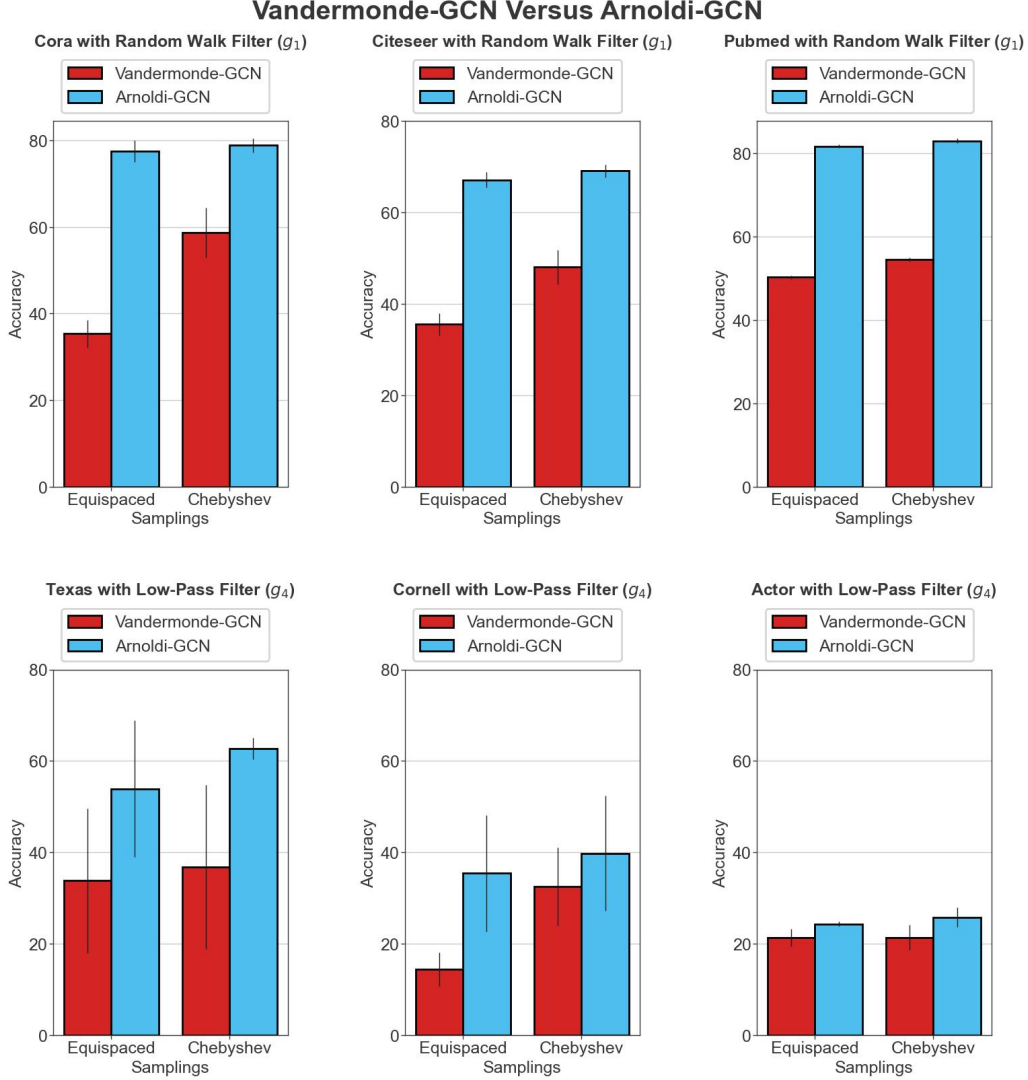 Vandermonde-GCN Versus Arnoldi-GCN
Cora with Random Walk Filter (g₁)
Vandermonde-GCN
Arnoldi-GCN
80
60
40
20
0
Accuracy
Equispaced Chebyshev
Samplings
Citeseer with Random Walk Filter (g₁)
Vandermonde-GCN
Arnoldi-GCN
80
60
40
20
0
Accuracy
Equispaced Chebyshev
Samplings
Pubmed with Random Walk Filter (g₁)
Vandermonde-GCN
Arnoldi-GCN
80
60
40
20
0
Accuracy
Equispaced Chebyshev
Samplings
Texas with Low-Pass Filter (g₄)
Vandermonde-GCN
Arnoldi-GCN
80
60
40
20
0
Accuracy
Equispaced Chebyshev
Samplings
Cornell with Low-Pass Filter (g₄)
Vandermonde-GCN
Arnoldi-GCN
80
60
40
20
0
Accuracy
Equispaced Chebyshev
Samplings
Actor with Low-Pass Filter (g₄)
Vandermonde-GCN
Arnoldi-GCN
80
60
40
20
0
Accuracy
Equispaced Chebyshev
Samplings